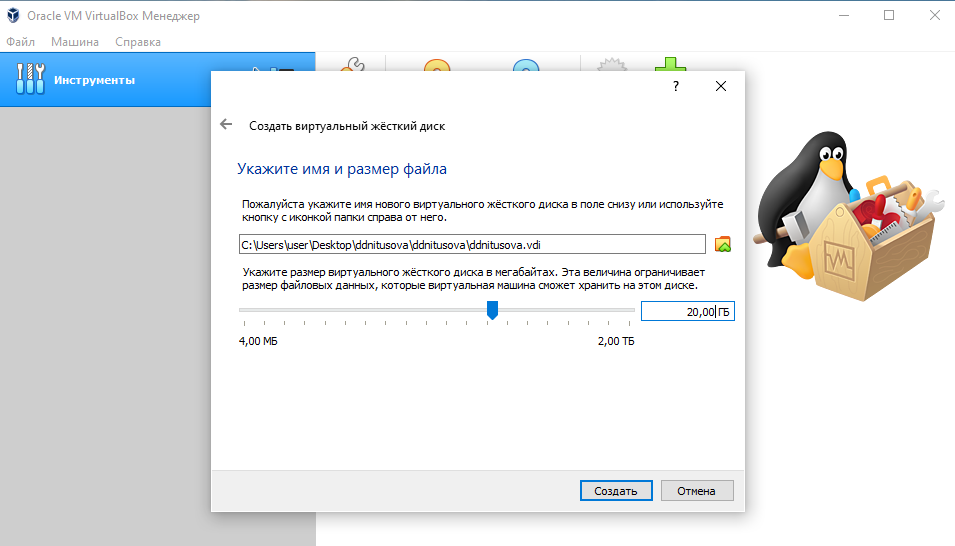 Oracle VM VirtualBox Менеджер
Файл Машина Справка
Инструменты
?
Создать виртуальный жёсткий диск
Укажите имя и размер файла
Пожалуйста укажите имя нового виртуального жёсткого диска в поле снизу или используйте
кнопку с иконкой папки справа от него.
C:\Users\user\Desktop\ddnitusova\ddnitusova\ddnitusova.vdi
Укажите размер виртуального жёсткого диска в мегабайтах. Эта величина ограничивает
размер файловых данных, которые виртуальная машина сможет хранить на этом диске.
20,00 ГБ
4,00 МБ 2,00 ТБ
Создать Отмена